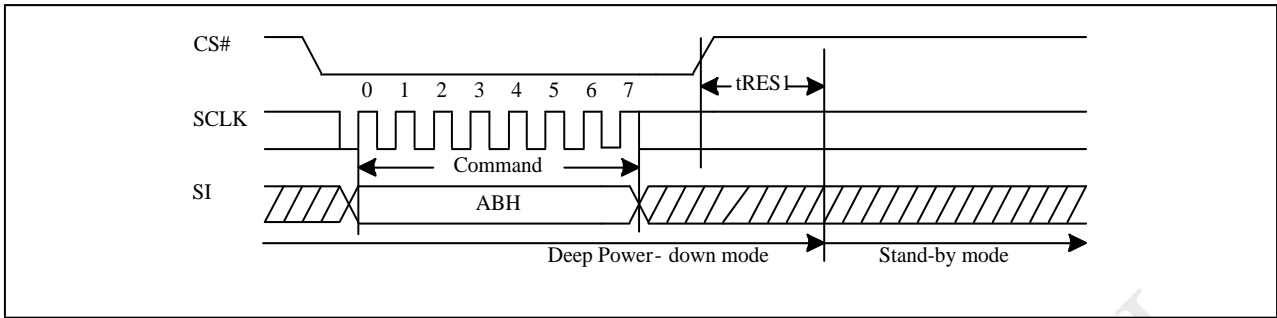 CS#
tRES1
0 1 2 3 4 5 6 7
SCLK
Command
SI
ABH
Deep Power- down mode
Stand-by mode